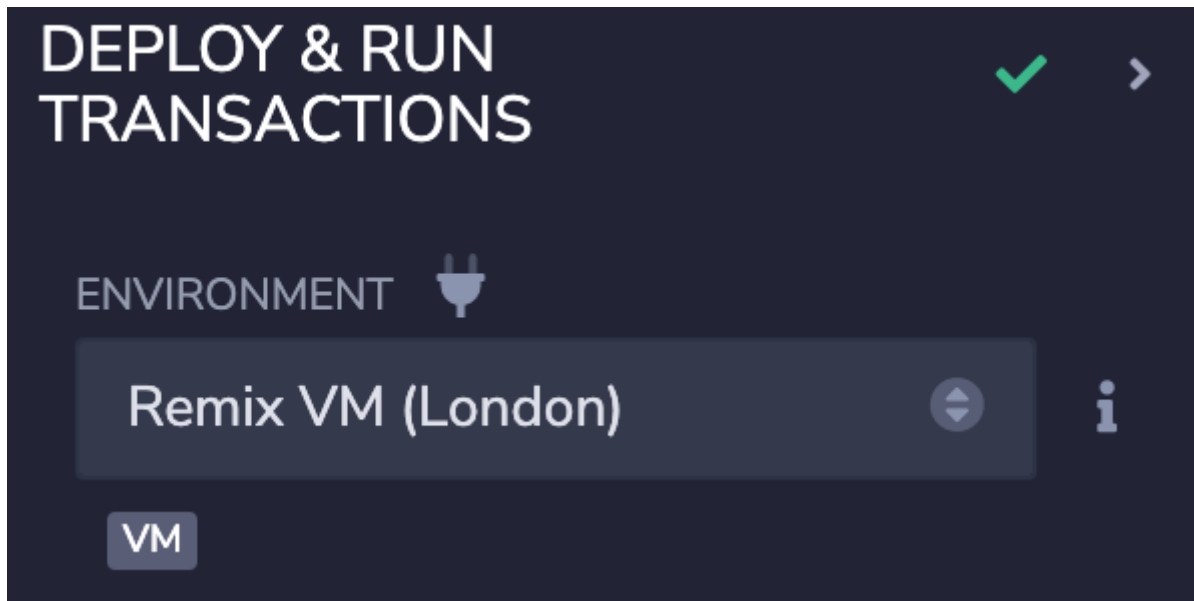 DEPLOY & RUN
TRANSACTIONS
ENVIRONMENT
Remix VM (London)
VM